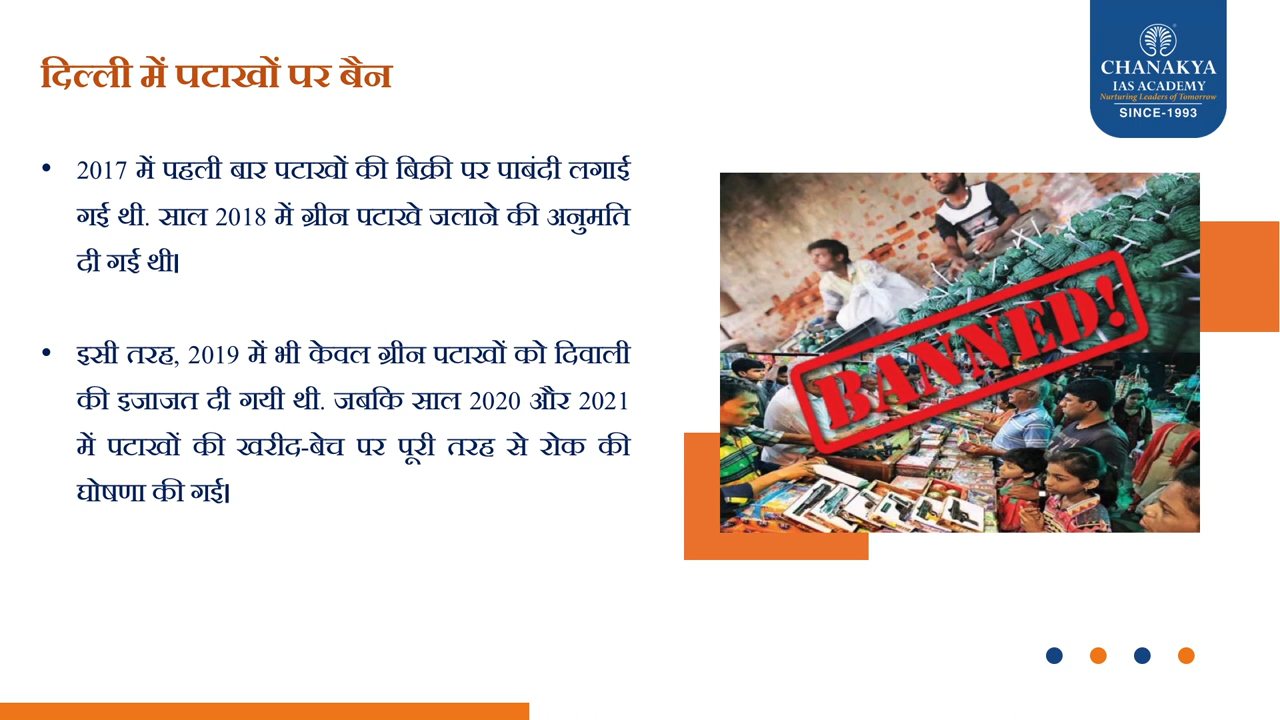 दिल्ली में पटाखों पर बैन
CHANAKYA
IAS ACADEMY
Nurturing Leaders of Tomorrow
SINCE-1993
• 2017 में पहली बार पटाखों की बिक्री पर पाबंदी लगाई
गई थी. साल 2018 में ग्रीन पटाखे जलाने की अनुमति
दी गई थी।
• इसी तरह, 2019 में भी केवल ग्रीन पटाखों को दिवाली
की इजाजत दी गयी थी. जबकि साल 2020 और 2021
में पटाखों की खरीद-बेच पर पूरी तरह से रोक की
घोषणा की गई।
BANNED!